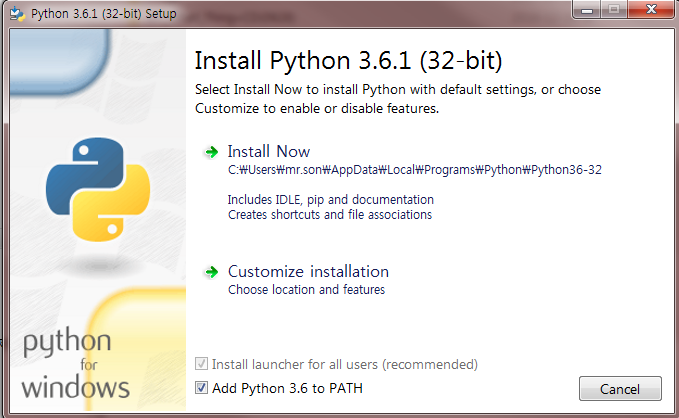 Python 3.6.1 (32-bit) Setup
Install Python 3.6.1 (32-bit)
Select Install Now to install Python with default settings, or choose
Customize to enable or disable features.
Install Now
C:₩Users₩mr.son₩AppData₩Local₩Programs₩Python₩Python36-32
Includes IDLE, pip and documentation
Creates shortcuts and file associations
Customize installation
Choose location and features
python
for
windows
Install launcher for all users (recommended)
Add Python 3.6 to PATH
Cancel